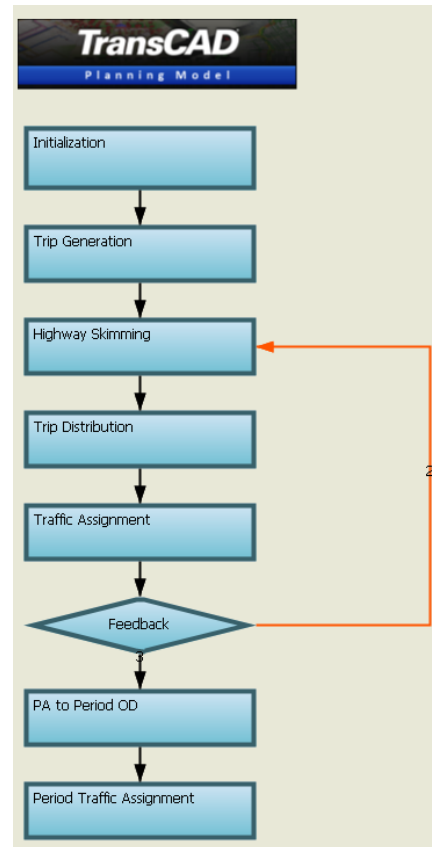 TransCAD
Planning Model
Initialization
Trip Generation
Highway Skimming
Trip Distribution
2
Traffic Assignment
Feedback
3
PA to Period OD
Period Traffic Assignment